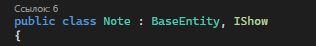 Ссылок: 6
public class Note : BaseEntity, IShow
{